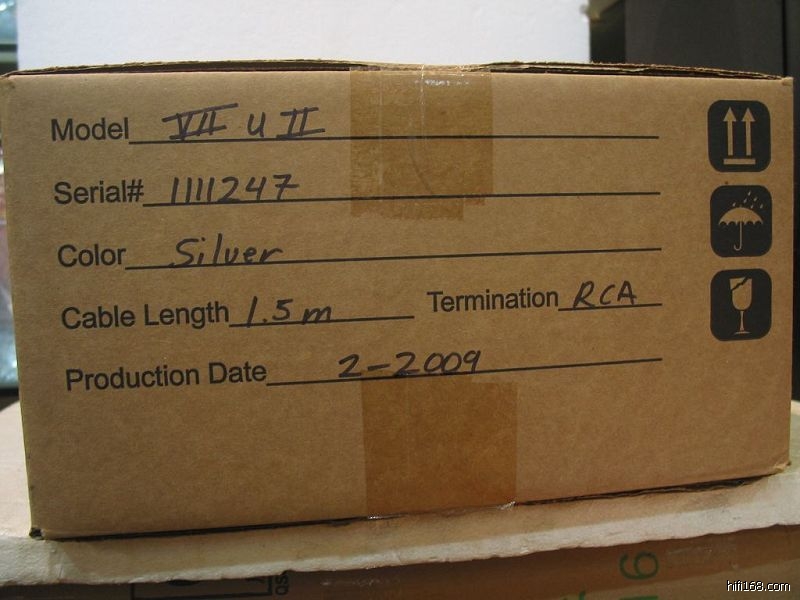 Model VII U II
Serial# 1111247
Color Silver
Cable Length 1.5m Termination RCA
Production Date 2-2009
hifi168.com